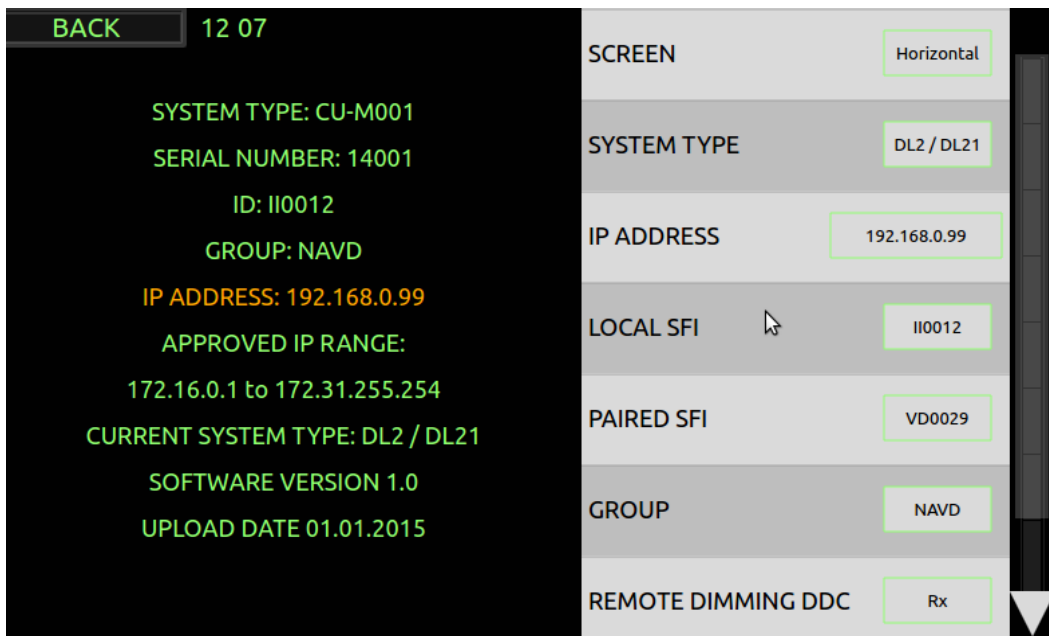 BACK 12 07
SYSTEM TYPE: CU-M001
SERIAL NUMBER: 14001
ID: II0012
GROUP: NAVD
IP ADDRESS: 192.168.0.99
APPROVED IP RANGE:
172.16.0.1 to 172.31.255.254
CURRENT SYSTEM TYPE: DL2 / DL21
SOFTWARE VERSION 1.0
UPLOAD DATE 01.01.2015
SCREEN Horizontal
SYSTEM TYPE DL2 / DL21
IP ADDRESS 192.168.0.99
LOCAL SFI II0012
PAIRED SFI VD0029
GROUP NAVD
REMOTE DIMMING DDC Rx